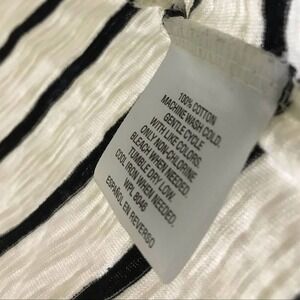 100% COTTON
MACHINE WASH COLD.
GENTLE CYCLE
WITH LIKE COLORS.
ONLY NON-CHLORINE
BLEACH WHEN NEEDED.
TUMBLE DRY LOW.
COOL IRON WHEN NEEDED.
WPL 8046
ESPAÑOL EN REVERSO